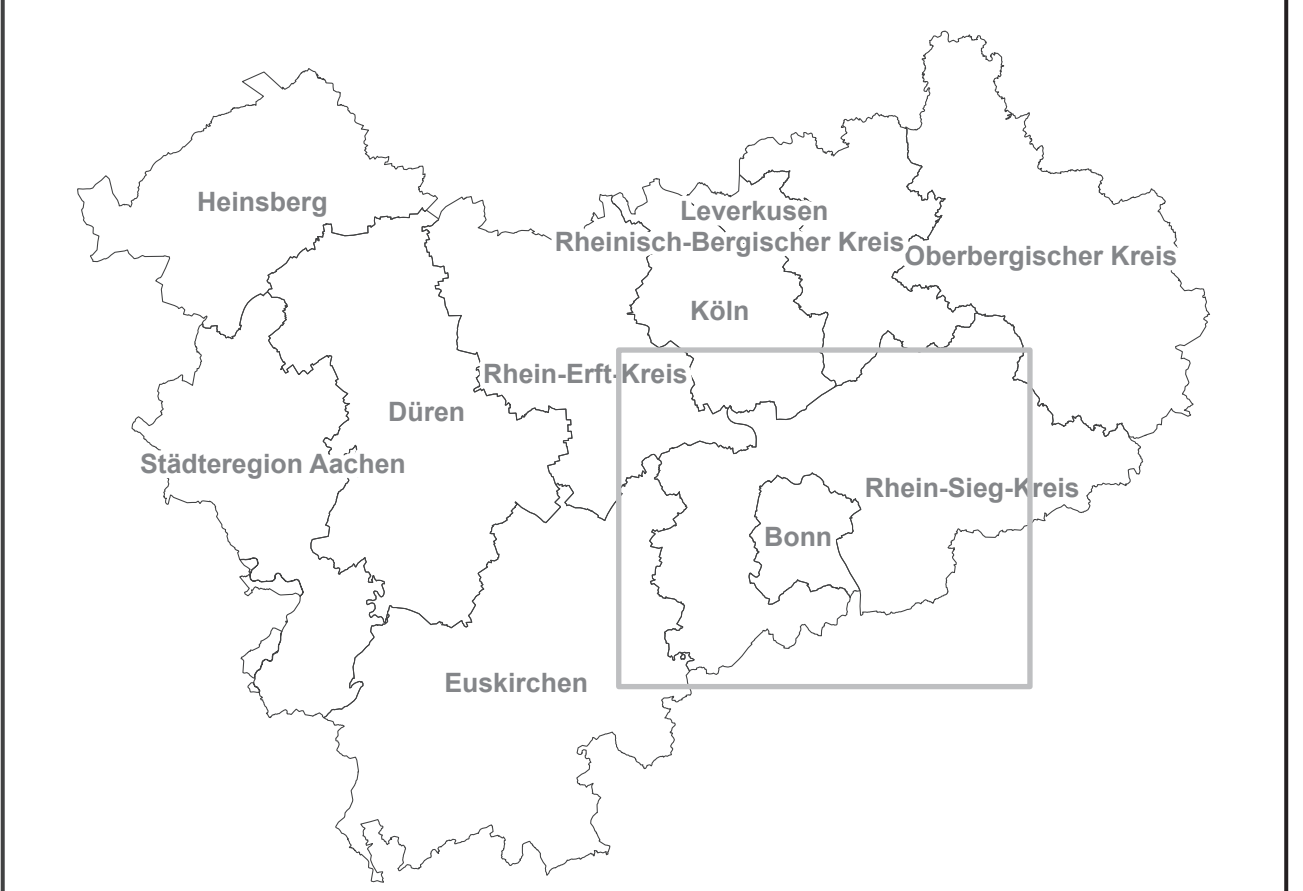 Heinsberg
Leverkusen
Rheinisch-Bergischer Kreis
Oberbergischer Kreis
Köln
Rhein-Erft-Kreis
Düren
Städteregion Aachen
Rhein-Sieg-Kreis
Bonn
Euskirchen